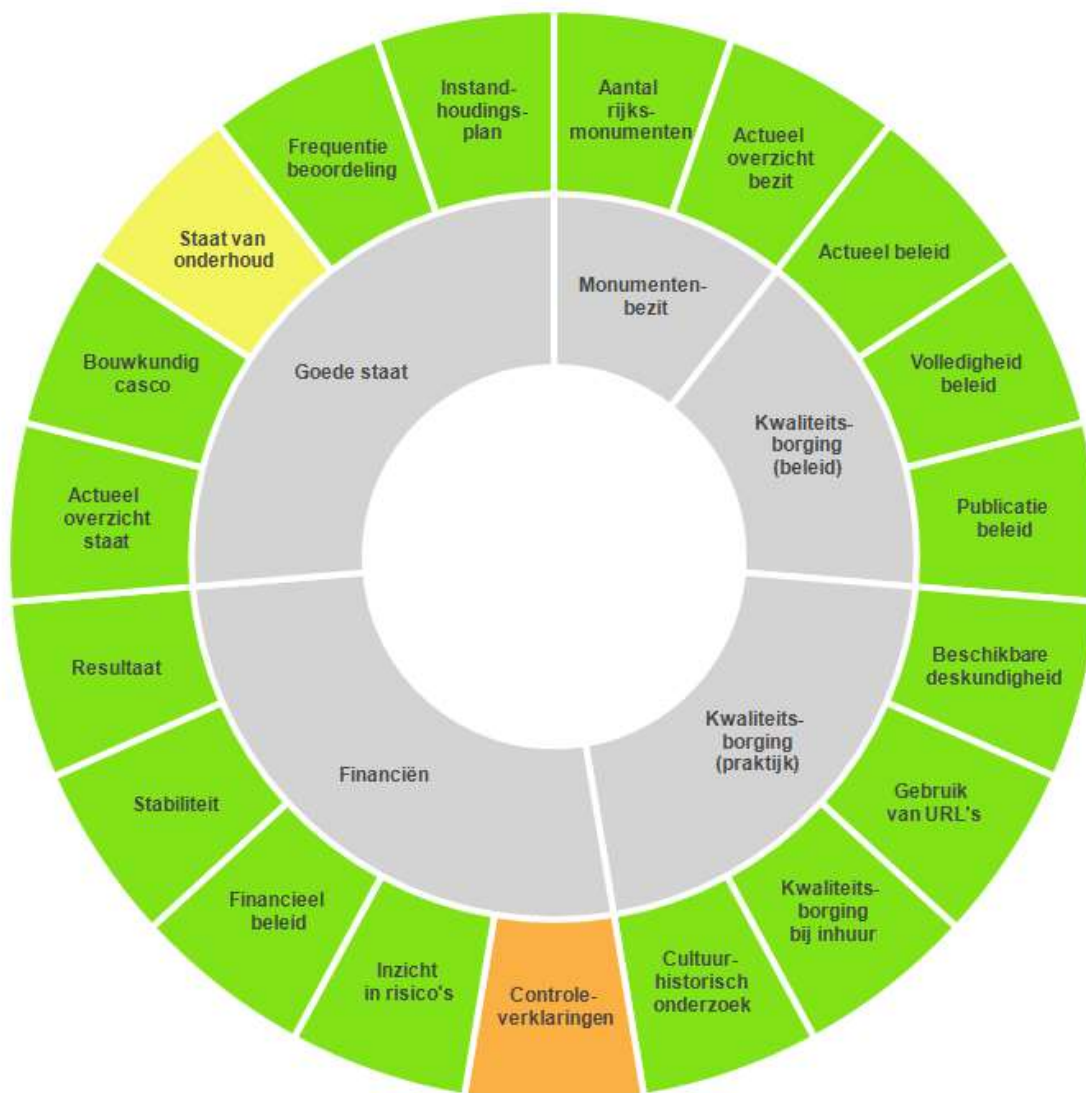 Instand-
houdings-
plan
Aantal
rijks-
monumenten
Actueel
overzicht
bezit
Frequentie
beoordeling
Staat van
onderhoud
Actueel beleid
Monumenten-
bezit
Goede staat
Bouwkundig
casco
Volledigheid
beleid
Kwaliteits-
borging
(beleid)
Actueel
overzicht
staat
Publicatie
beleid
Resultaat
Beschikbare
deskundigheid
Kwaliteits-
borging
(praktijk)
Financiën
Stabiliteit
Gebruik
van URL's
Financieel
beleid
Kwaliteits-
borging
bij inhuur
Inzicht
in risico's
Controle-
verklaringen
Cultuur-
historisch
onderzoek